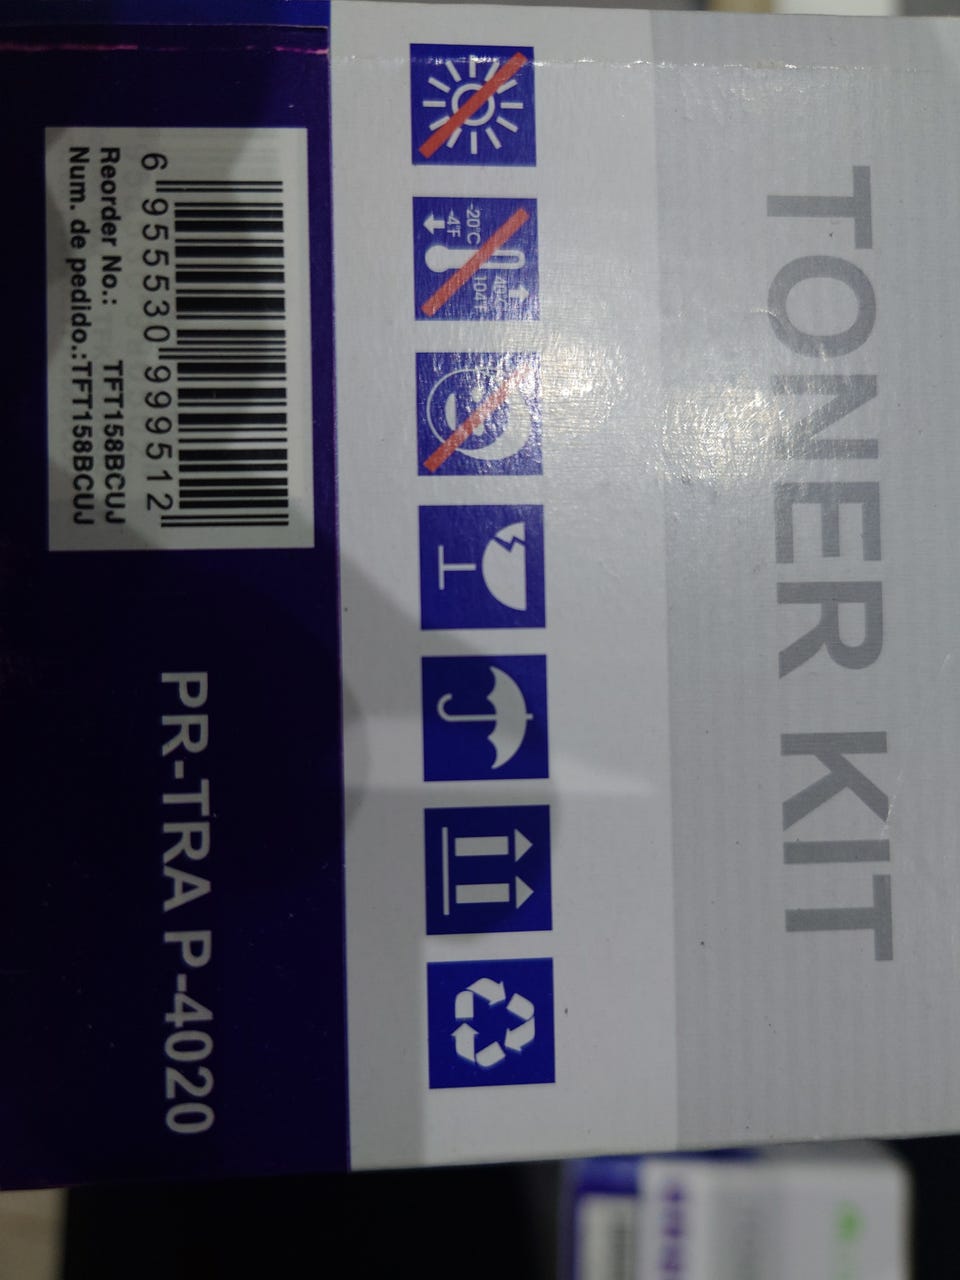 TONER KIT
-20°C
-4°F
40°C
104°F
6 955530 999512
Reorder No.: TFT158BCUJ
Num. de pedido.:TFT158BCUJ
PR-TRA P-4020